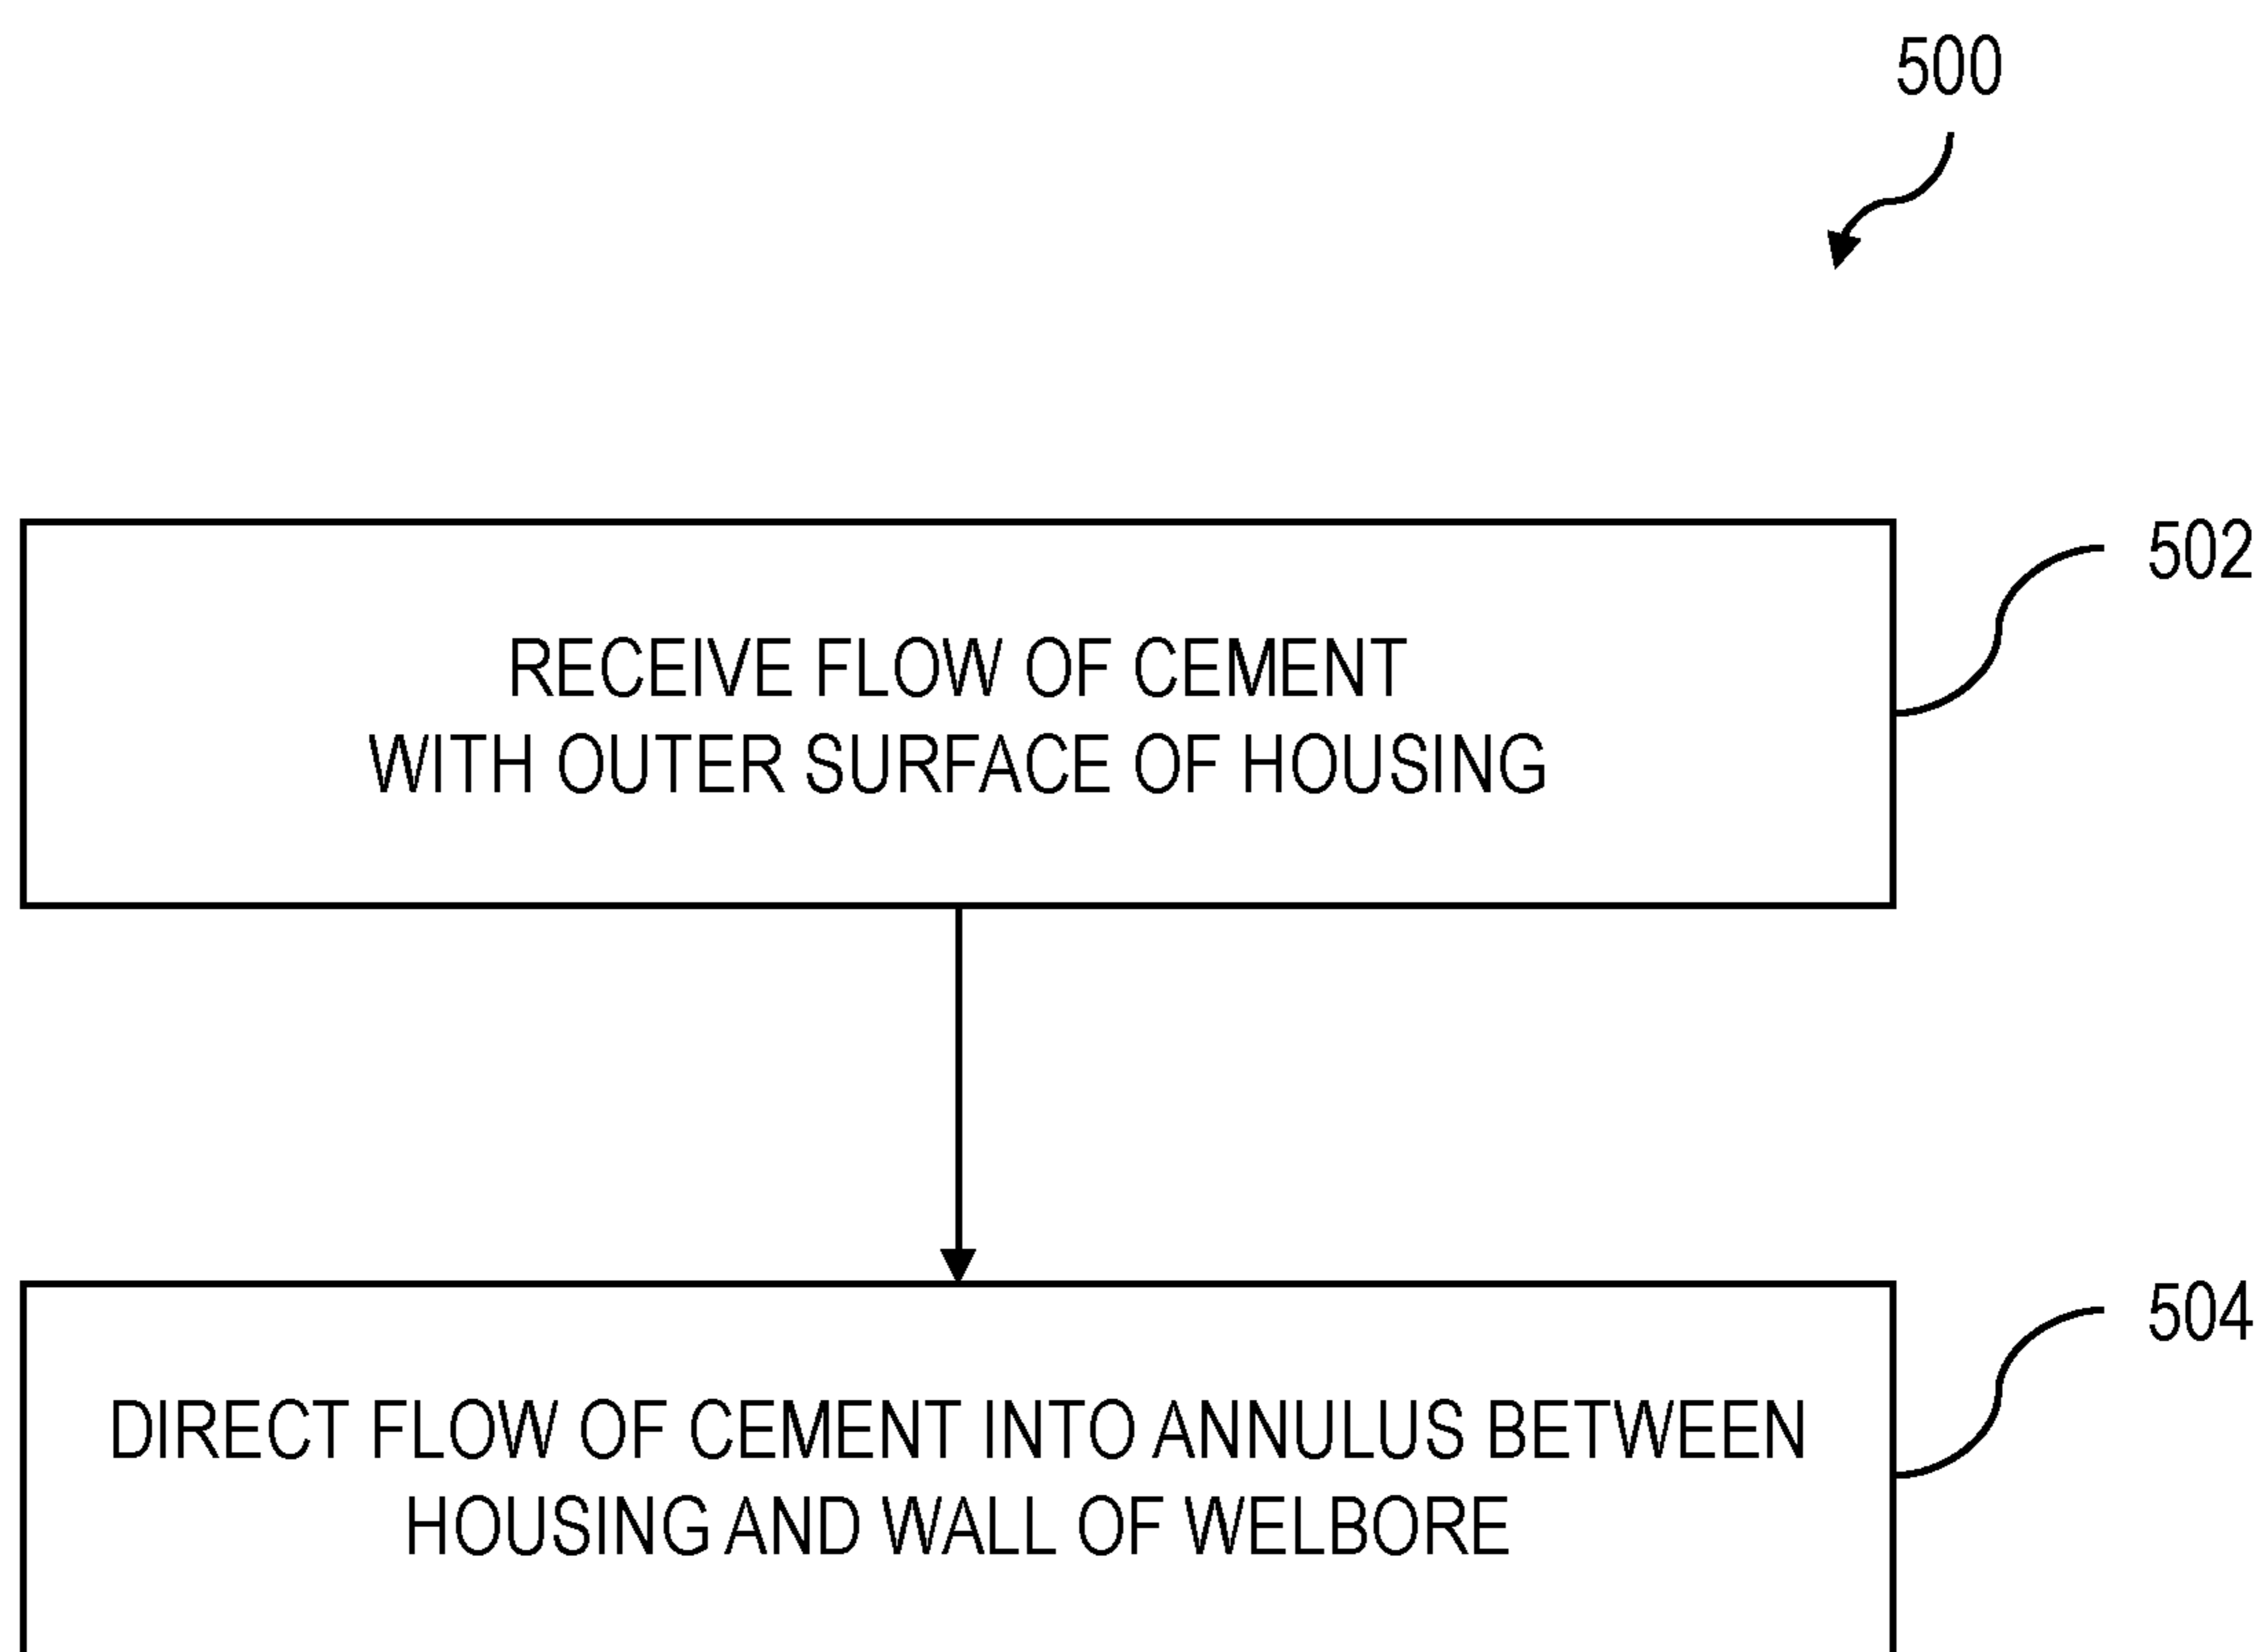 500
RECEIVE FLOW OF CEMENT
WITH OUTER SURFACE OF HOUSING
502
DIRECT FLOW OF CEMENT INTO ANNULUS BETWEEN
HOUSING AND WALL OF WELBORE
504